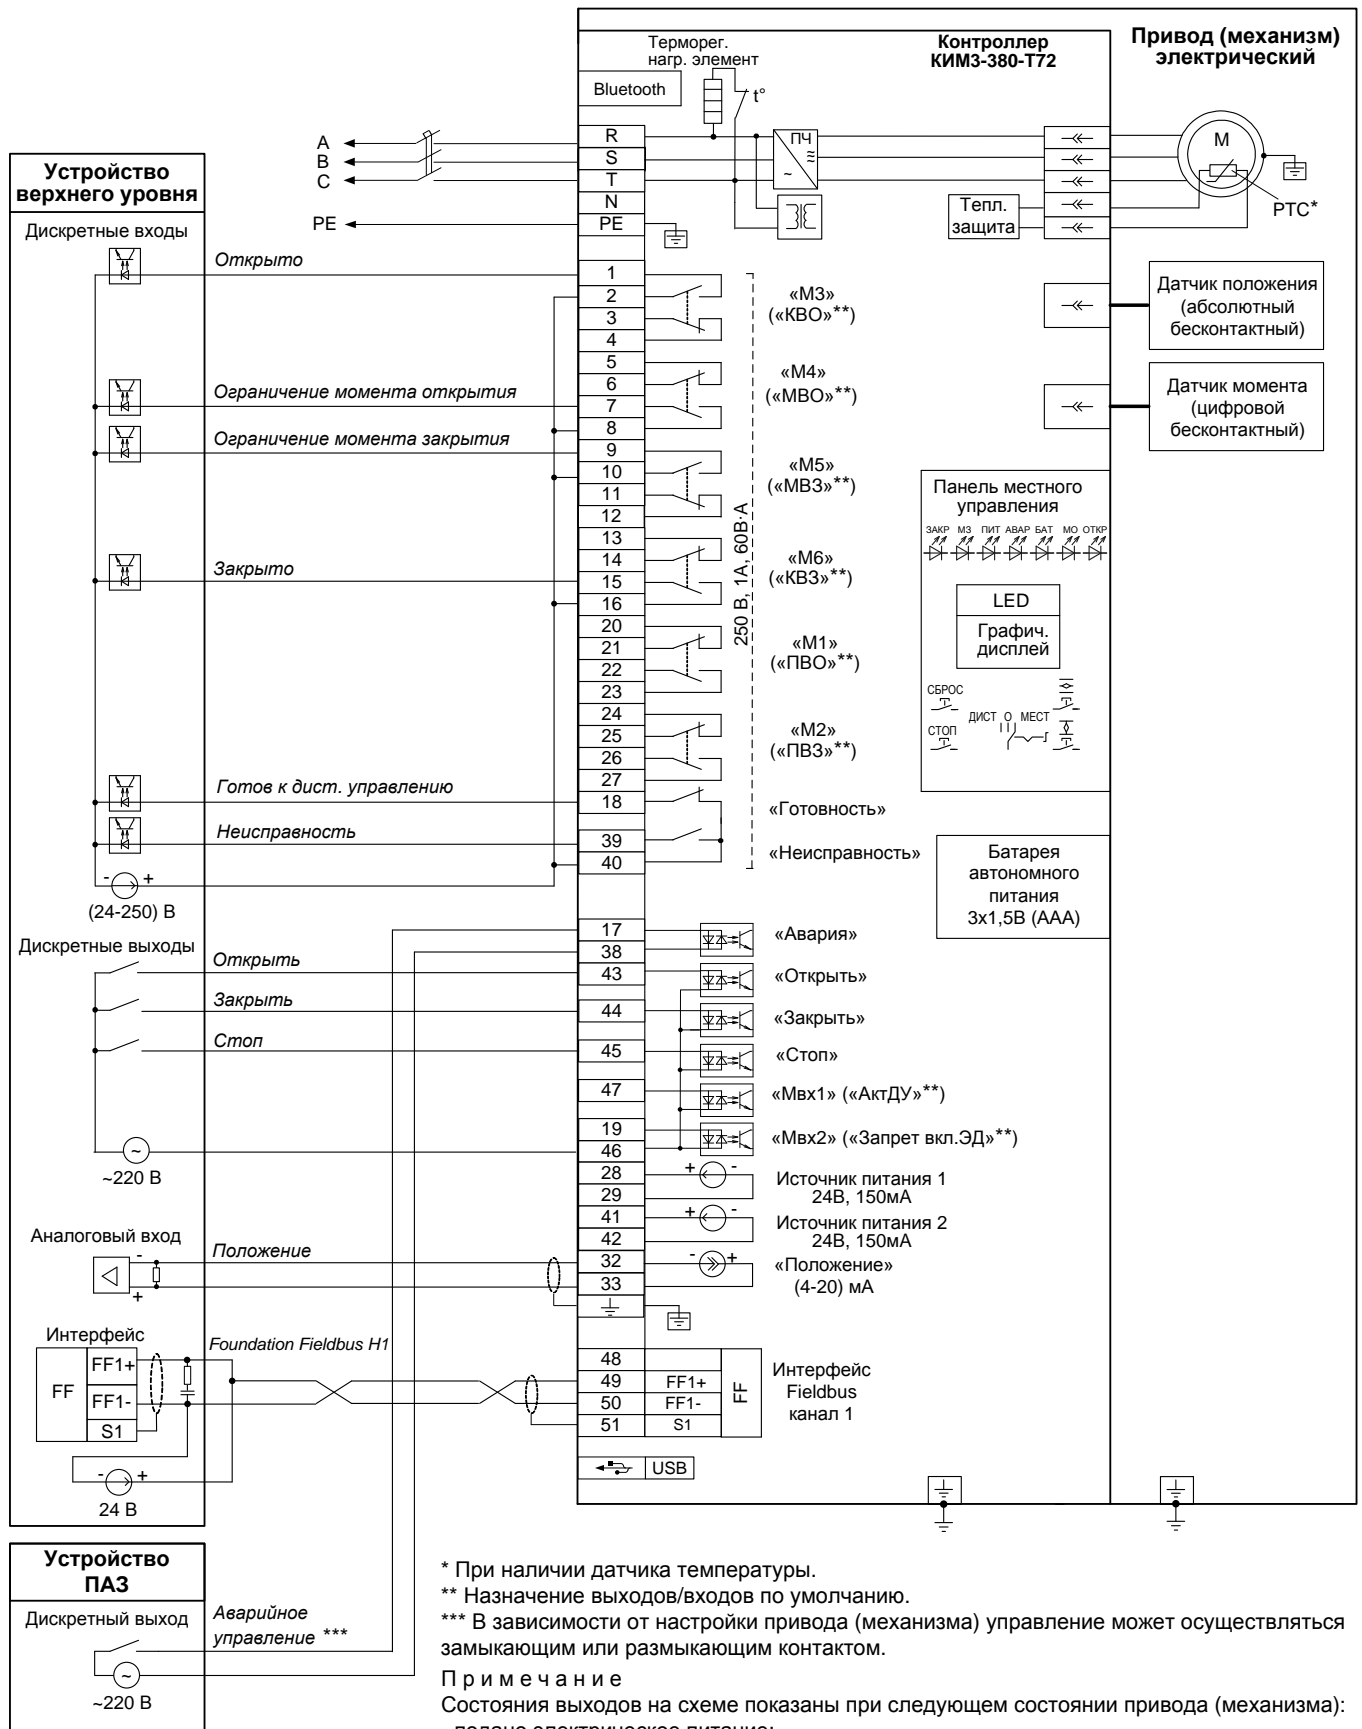 Терморег.
нагр. элемент
Контроллер
КИМ3-380-Т72
Привод (механизм)
электрический
Bluetooth
t°
A
B
C
PE
R
S
T
N
PE
ПЧ
~
≂
M
Тепл.
защита
PTC*
Устройство
верхнего уровня
Дискретные входы
Открыто
Ограничение момента открытия
Ограничение момента закрытия
Закрыто
Готов к дист. управлению
Неисправность
- +
(24-250) В
1
2
3
4
5
6
7
8
9
10
11
12
13
14
15
16
20
21
22
23
24
25
26
27
18
39
40
«М3»
(«КВО»**)
«М4»
(«МВО»**)
«М5»
(«МВЗ»**)
«М6»
(«КВЗ»**)
«М1»
(«ПВО»**)
«М2»
(«ПВЗ»**)
«Готовность»
«Неисправность»
250 В, 1А, 60В·А
Датчик положения
(абсолютный
бесконтактный)
Датчик момента
(цифровой
бесконтактный)
Панель местного
управления
ЗАКР МЗ ПИТ АВАР БАТ МО ОТКР
LED
Графич.
дисплей
СБРОС
ДИСТ О МЕСТ
СТОП
Батарея
автономного
питания
3х1,5В (ААА)
Дискретные выходы
Открыть
Закрыть
Стоп
~
~220 В
17
38
43
44
45
47
19
46
28
29
41
42
32
33
«Авария»
«Открыть»
«Закрыть»
«Стоп»
«Мвх1» («АктДУ»**)
«Мвх2» («Запрет вкл.ЭД»**)
+ -
Источник питания 1
24В, 150мА
+ -
Источник питания 2
24В, 150мА
- +
«Положение»
(4-20) мА
Аналоговый вход
-
+
Положение
Интерфейс
Foundation Fieldbus H1
FF
FF1+
FF1-
S1
- +
24 В
48
49 FF1+
50 FF1-
51 S1
FF
Интерфейс
Fieldbus
канал 1
USB
Устройство
ПАЗ
Дискретный выход
Аварийное
управление ***
~
~220 В
* При наличии датчика температуры.
** Назначение выходов/входов по умолчанию.
*** В зависимости от настройки привода (механизма) управление может осуществляться
замыкающим или размыкающим контактом.
Примечание
Состояния выходов на схеме показаны при следующем состоянии привода (механизма):